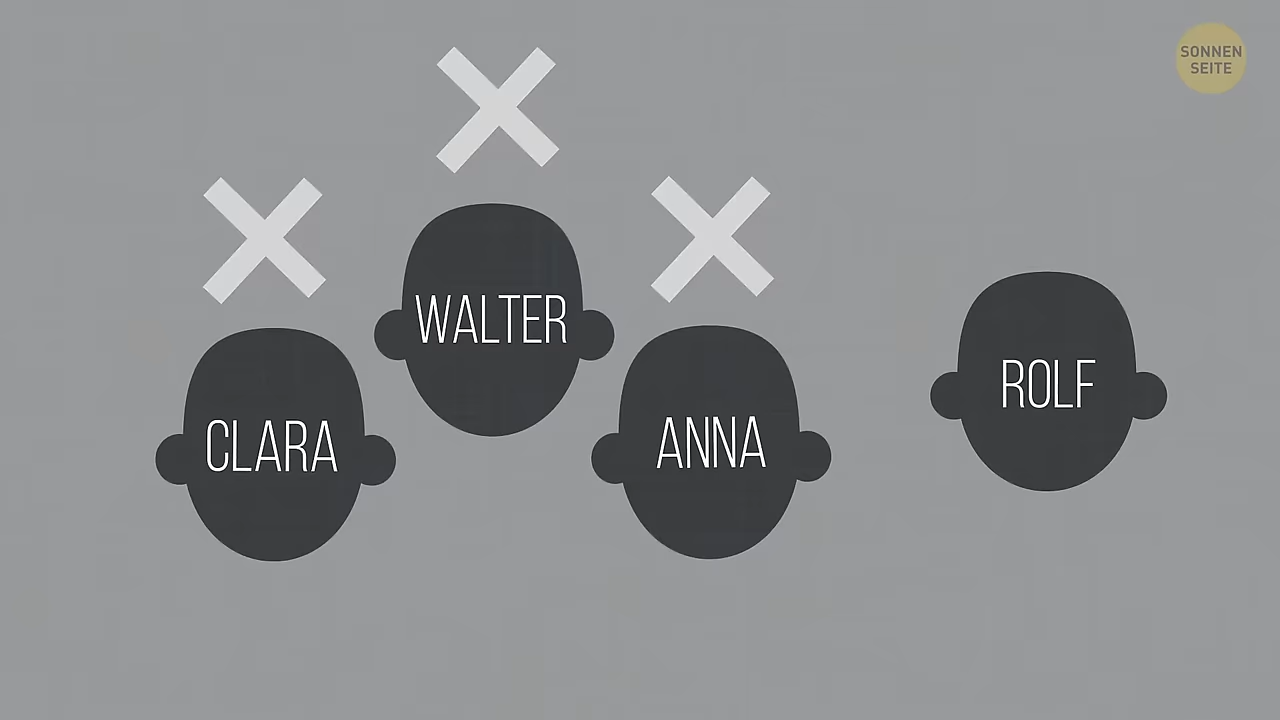 SONNEN
SEITE
WALTER
CLARA
ANNA
ROLF